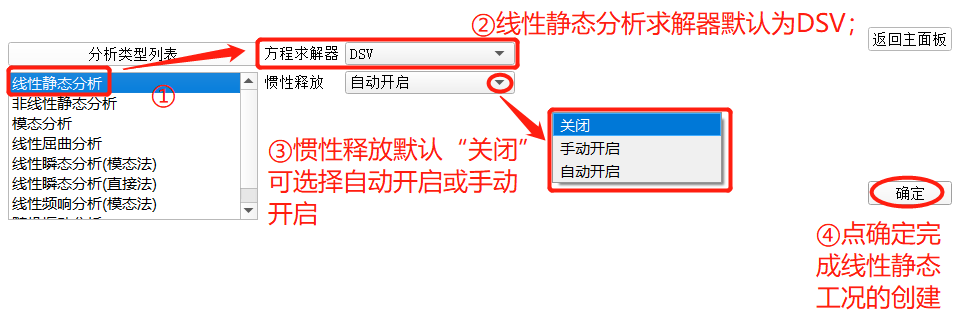 ②线性静态分析求解器默认为DSV；
返回主面板
分析类型列表
方程求解器 DSV
线性静态分析
惯性释放 自动开启
①
非线性静态分析
模态分析
线性屈曲分析
线性瞬态分析(模态法)
线性瞬态分析(直接法)
线性频响分析(模态法)
关闭
手动开启
自动开启
③惯性释放默认“关闭”
可选择自动开启或手动
开启
确定
④点确定完
成线性静态
工况的创建